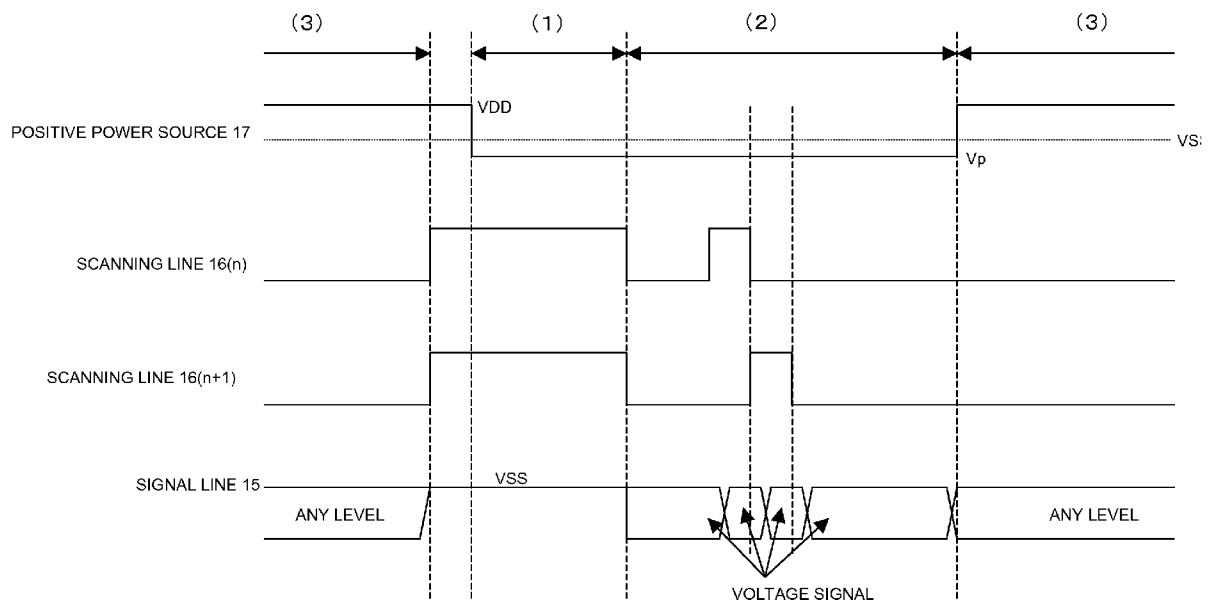 (3) (1) (2) (3)
VDD
POSITIVE POWER SOURCE 17
VS
Vp
SCANNING LINE 16(n)
SCANNING LINE 16(n+1)
VSS
SIGNAL LINE 15
ANY LEVEL ANY LEVEL
VOLTAGE SIGNAL